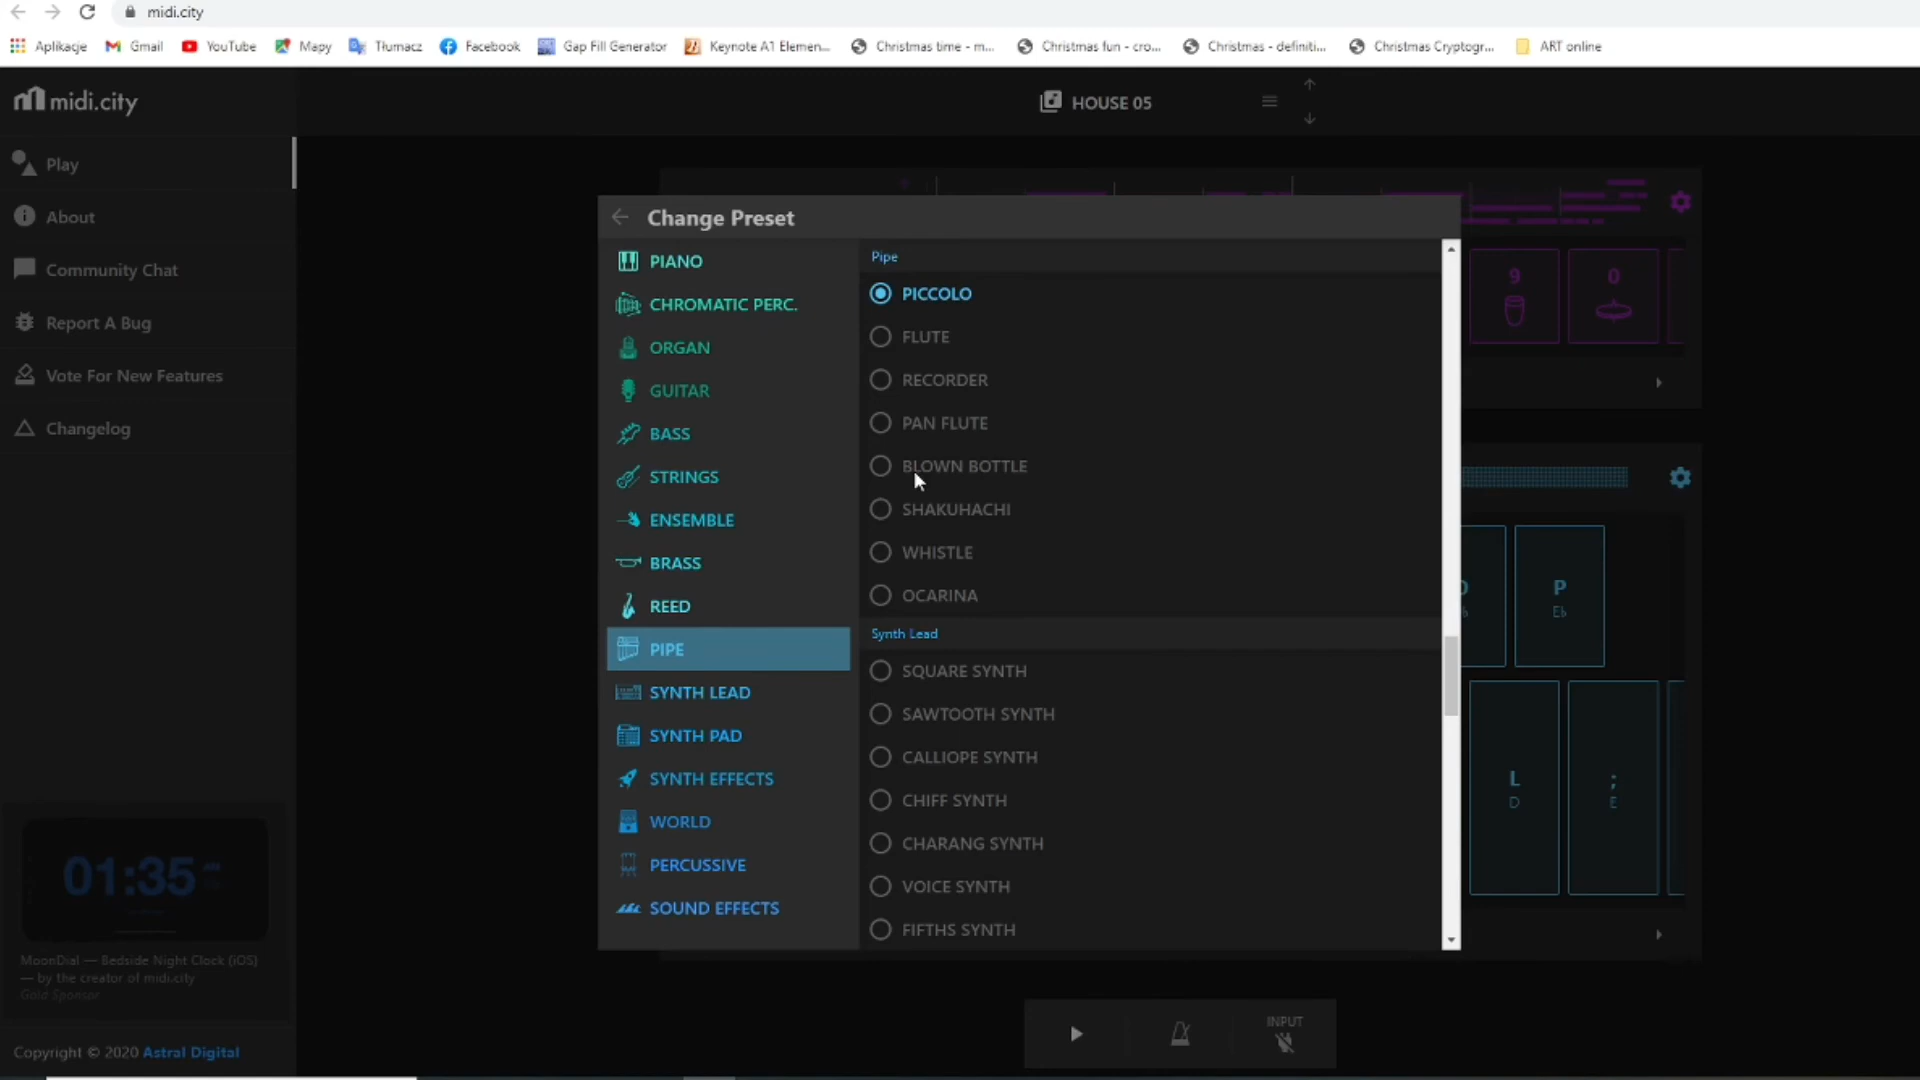 midi.city
Aplikacje
Gmail
YouTube
Mapy
Tłumacz
Facebook
Gap Fill Generator
Keynote A1 Elemen...
Christmas time - m...
Christmas fun - cro...
Christmas - definiti...
Christmas Cryptogr...
ART online
midi.city
HOUSE 05
Play
About
Community Chat
Report A Bug
Vote For New Features
Changelog
Change Preset
PIANO
CHROMATIC PERC.
ORGAN
GUITAR
BASS
STRINGS
ENSEMBLE
BRASS
REED
PIPE
SYNTH LEAD
SYNTH PAD
SYNTH EFFECTS
WORLD
PERCUSSIVE
SOUND EFFECTS
Pipe
PICCOLO
FLUTE
RECORDER
PAN FLUTE
BLOWN BOTTLE
SHAKUHACHI
WHISTLE
OCARINA
Synth Lead
SQUARE SYNTH
SAWTOOTH SYNTH
CALLIOPE SYNTH
CHIFF SYNTH
CHARANG SYNTH
VOICE SYNTH
FIFTHS SYNTH
9
0
P
Eb
L
D
;
E
01:35
MoonDial — Bedside Night Clock (iOS)
— by the creator of midi.city
Gold Sponsor
INPUT
Copyright © 2020 Astral Digital